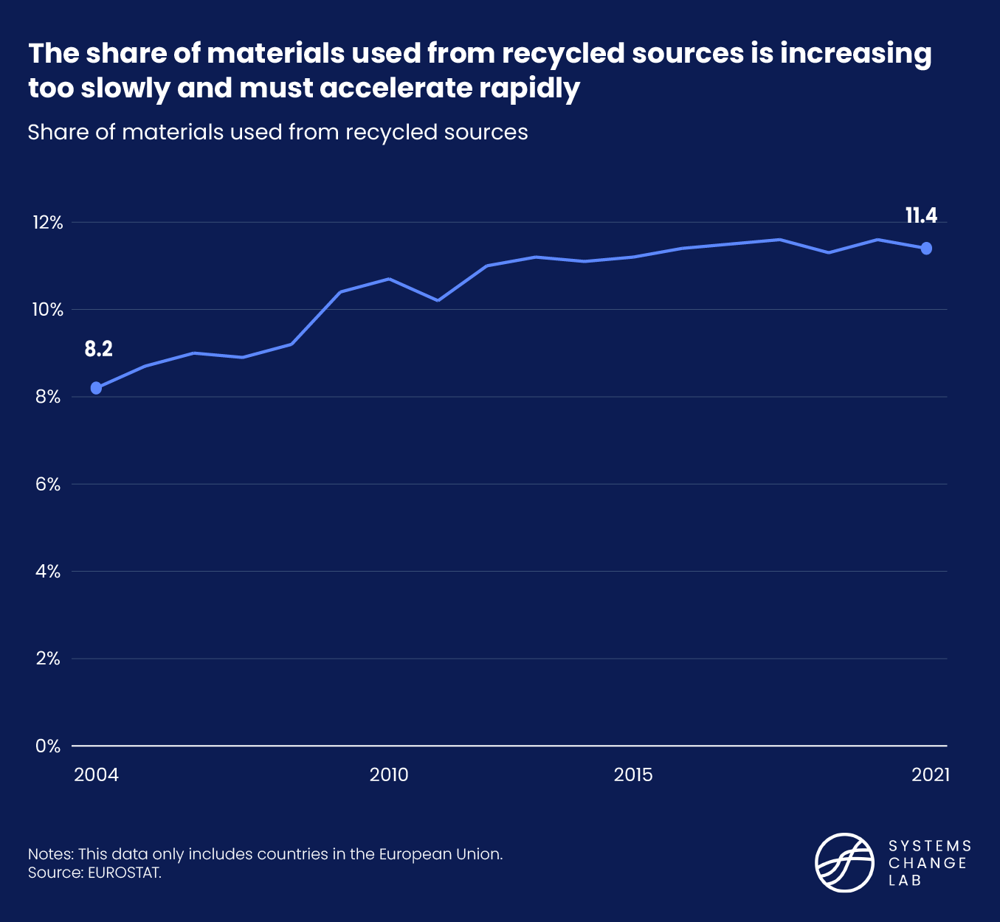 The share of materials used from recycled sources is increasing
too slowly and must accelerate rapidly
Share of materials used from recycled sources
12%
11.4
10%
8.2
8%
6%
4%
2%
0%
2004 2010 2015 2021
Notes: This data only includes countries in the European Union.
Source: EUROSTAT.
SYSTEMS
CHANGE
LAB